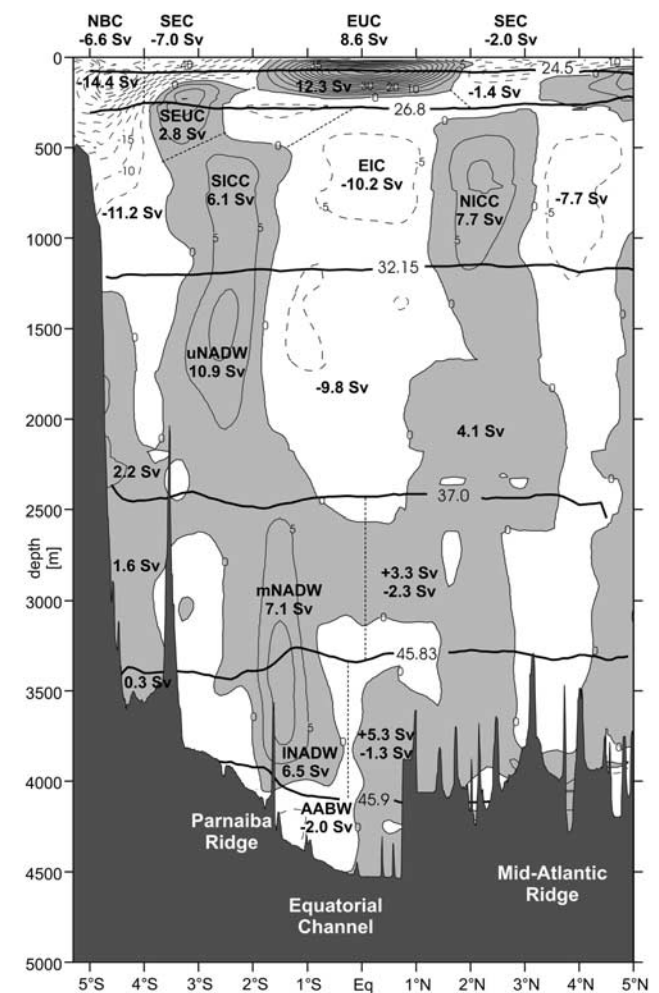 NBC SEC EUC SEC
-6.6 Sv -7.0 Sv 8.6 Sv -2.0 Sv
0
24.5
-14.4 Sv
12.3 Sv
-1.4 Sv
26.8
SEUC
2.8 Sv
500
EIC
-10.2 Sv
SICC
6.1 Sv
NICC
7.7 Sv
-7.7 Sv
-11.2 Sv
1000
32.15
1500
uNADW
10.9 Sv
-9.8 Sv
2000
4.1 Sv
2.2 Sv
37.0
2500
depth
[m]
1.6 Sv
+3.3 Sv
-2.3 Sv
mNADW
7.1 Sv
3000
45.83
0.3 Sv
3500
+5.3 Sv
-1.3 Sv
lNADW
6.5 Sv
4000
45.9
AABW
-2.0 Sv
Parnaiba
Ridge
4500
Mid-Atlantic
Ridge
Equatorial
Channel
5000
5°S 4°S 3°S 2°S 1°S Eq 1°N 2°N 3°N 4°N 5°N